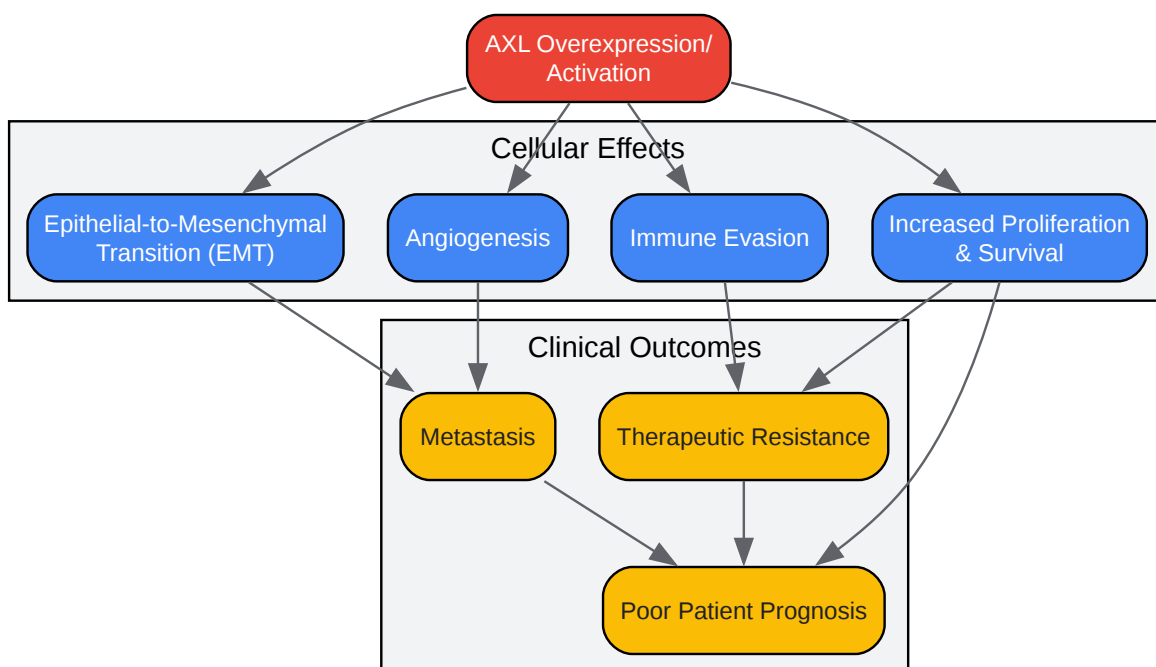 AXL Overexpression/
Activation
Cellular Effects
Epithelial-to-Mesenchymal
Transition (EMT)
Angiogenesis
Immune Evasion
Increased Proliferation
& Survival
Clinical Outcomes
Metastasis
Therapeutic Resistance
Poor Patient Prognosis